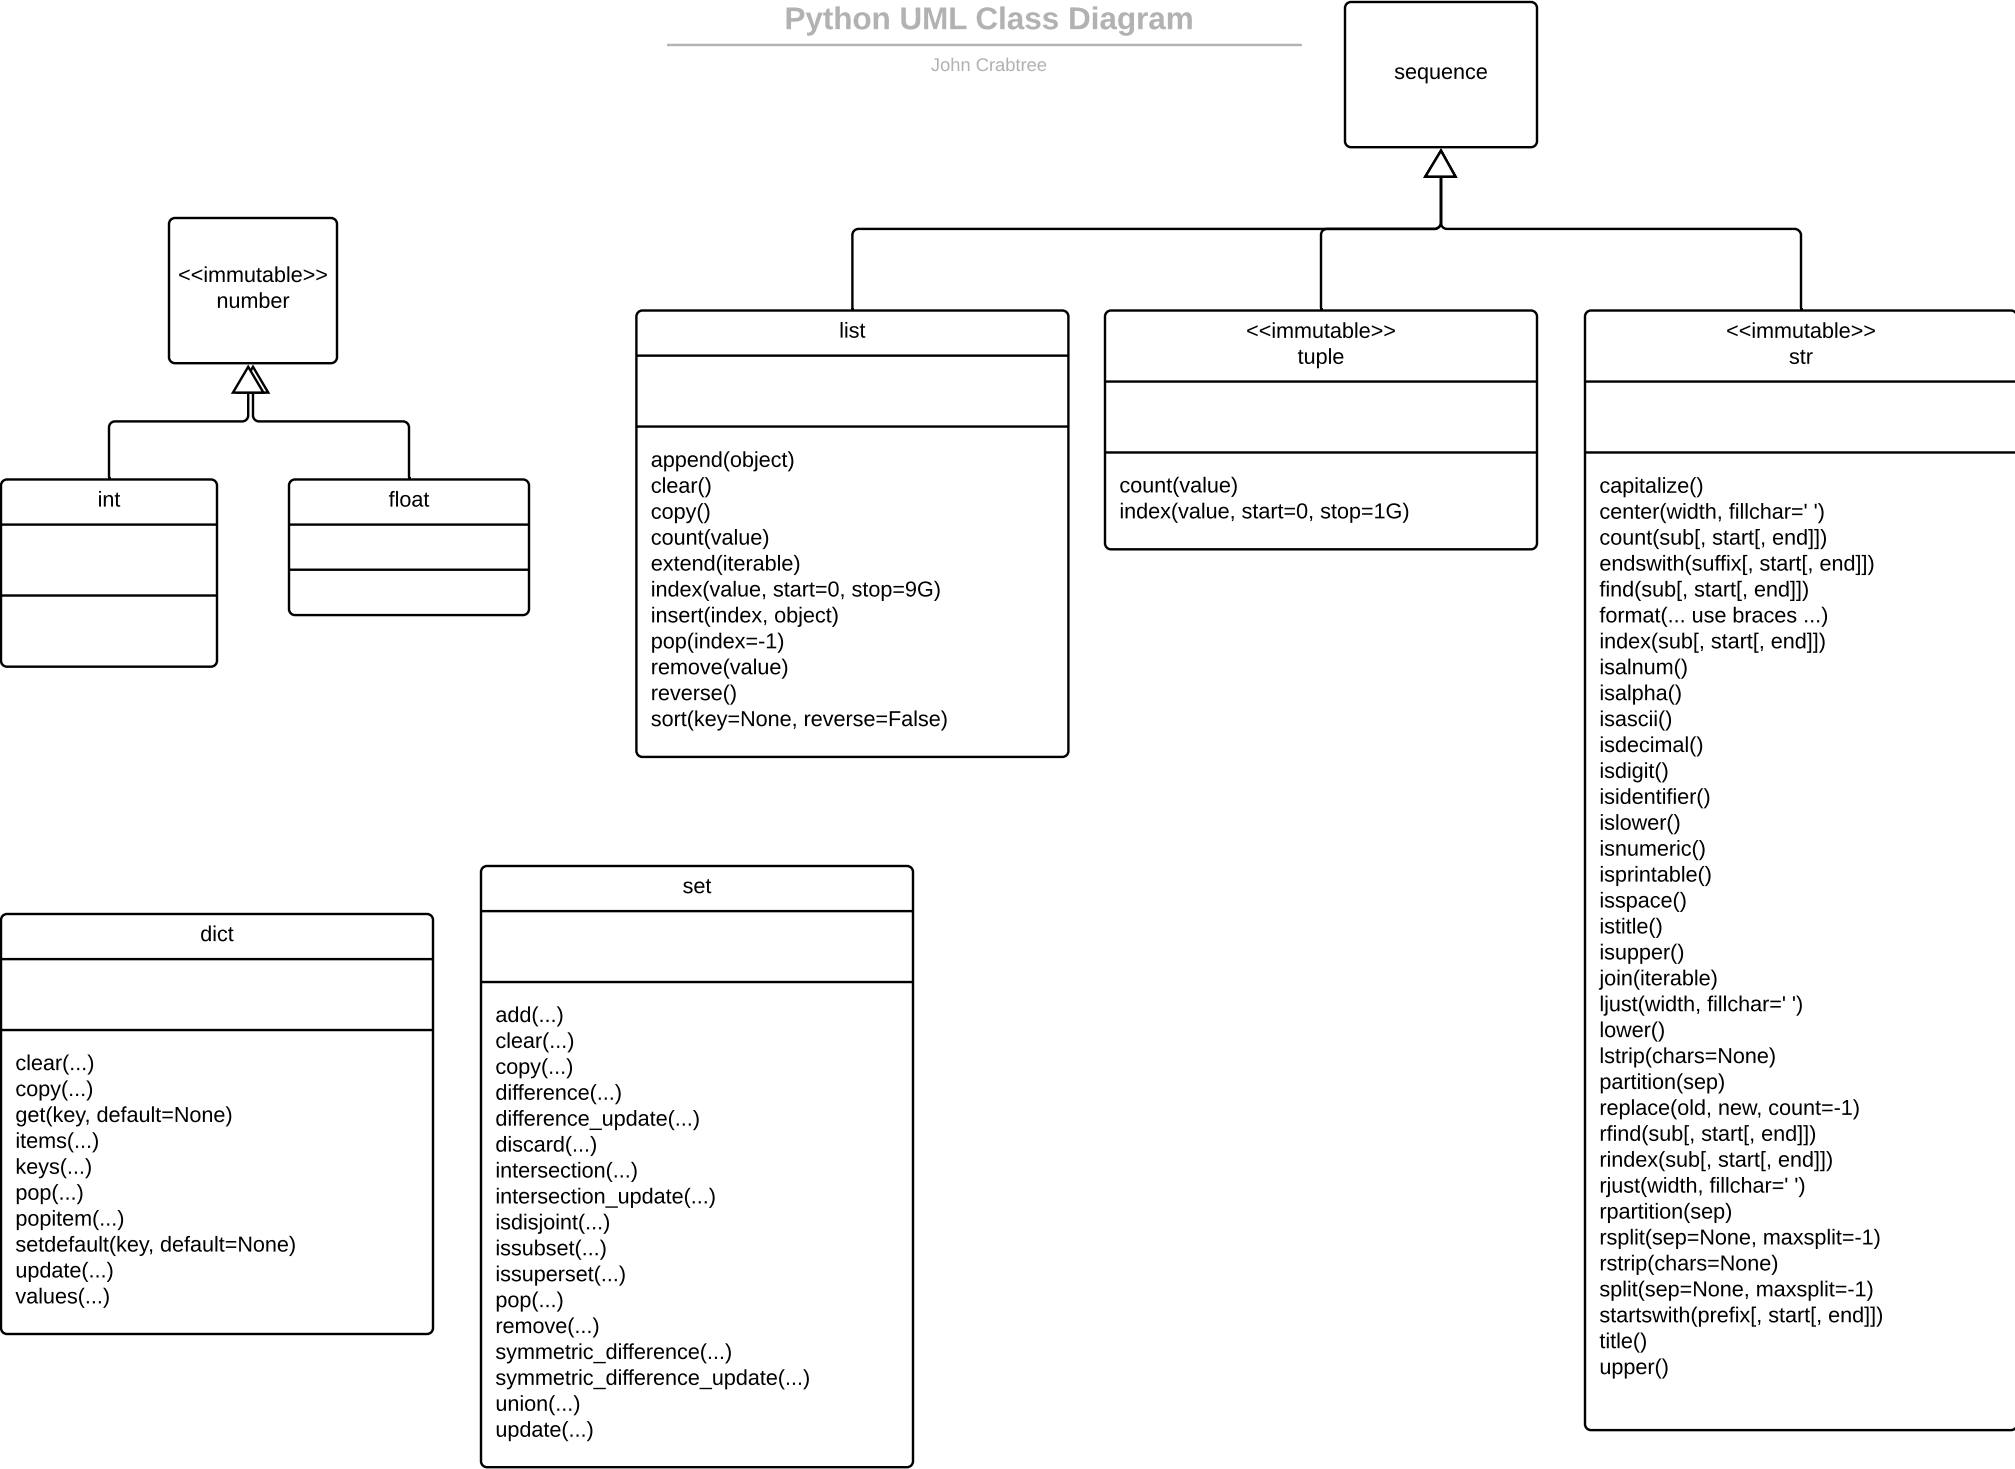 Python UML Class Diagram
John Crabtree
sequence
<<immutable>>
number
int
float
list
append(object)
clear()
copy()
count(value)
extend(iterable)
index(value, start=0, stop=9G)
insert(index, object)
pop(index=-1)
remove(value)
reverse()
sort(key=None, reverse=False)
<<immutable>>
tuple
count(value)
index(value, start=0, stop=1G)
<<immutable>>
str
capitalize()
center(width, fillchar=' ')
count(sub[, start[, end]])
endswith(suffix[, start[, end]])
find(sub[, start[, end]])
format(... use braces ...)
index(sub[, start[, end]])
isalnum()
isalpha()
isascii()
isdecimal()
isdigit()
isidentifier()
islower()
isnumeric()
isprintable()
isspace()
istitle()
isupper()
join(iterable)
ljust(width, fillchar=' ')
lower()
lstrip(chars=None)
partition(sep)
replace(old, new, count=-1)
rfind(sub[, start[, end]])
rindex(sub[, start[, end]])
rjust(width, fillchar=' ')
rpartition(sep)
rsplit(sep=None, maxsplit=-1)
rstrip(chars=None)
split(sep=None, maxsplit=-1)
startswith(prefix[, start[, end]])
title()
upper()
dict
clear(...)
copy(...)
get(key, default=None)
items(...)
keys(...)
pop(...)
popitem(...)
setdefault(key, default=None)
update(...)
values(...)
set
add(...)
clear(...)
copy(...)
difference(...)
difference_update(...)
discard(...)
intersection(...)
intersection_update(...)
isdisjoint(...)
issubset(...)
issuperset(...)
pop(...)
remove(...)
symmetric_difference(...)
symmetric_difference_update(...)
union(...)
update(...)